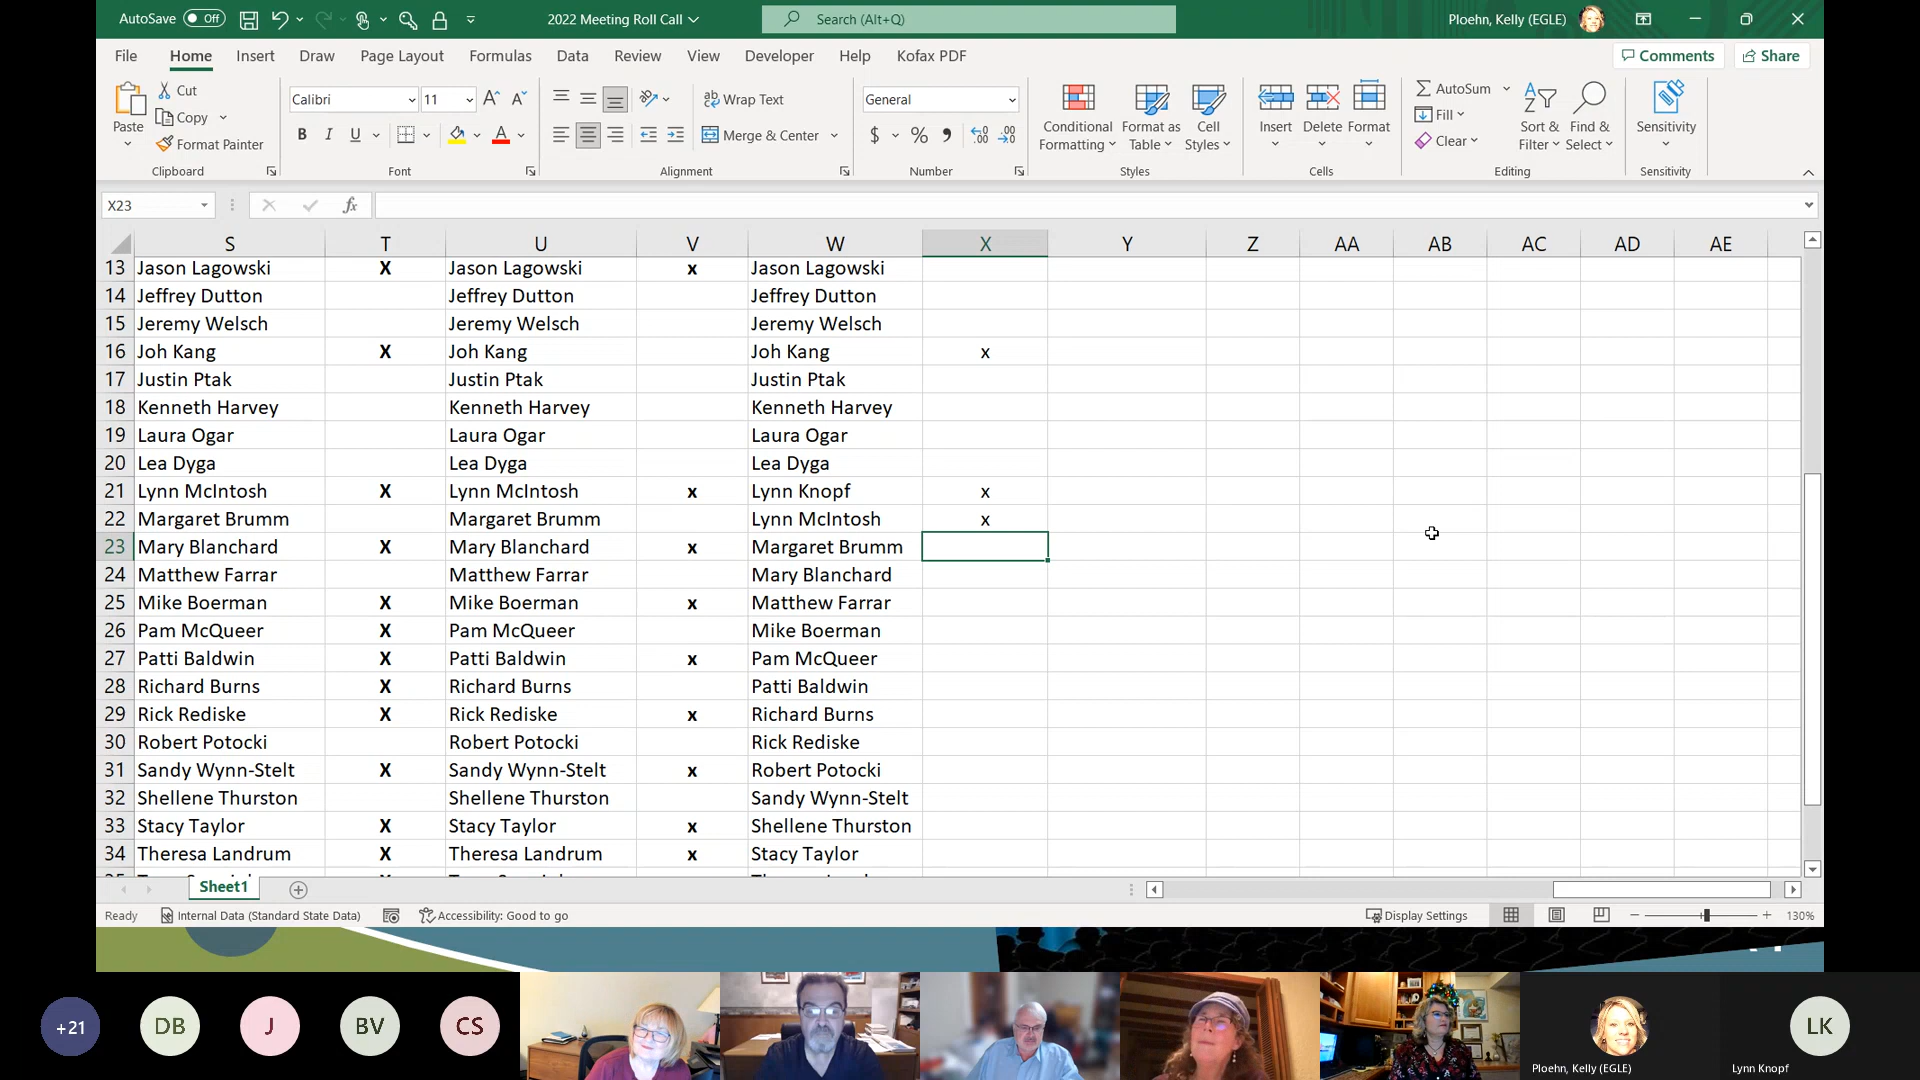 AutoSave Off 2022 Meeting Roll Call Search (Alt+Q) Ploehn, Kelly (EGLE)
File Home Insert Draw Page Layout Formulas Data Review View Developer Help Kofax PDF Comments Share
Paste Cut Copy Format Painter
Calibri 11 B I U
Wrap Text Merge & Center
General $ % ,
Conditional Formatting Format as Table Cell Styles
Insert Delete Format
AutoSum Fill Clear Sort & Filter Find & Select
Sensitivity
Clipboard Font Alignment Number Styles Cells Editing Sensitivity
X23 fx
S T U V W X Y Z AA AB AC AD AE
13 Jason Lagowski X Jason Lagowski x Jason Lagowski
14 Jeffrey Dutton Jeffrey Dutton Jeffrey Dutton
15 Jeremy Welsch Jeremy Welsch Jeremy Welsch
16 Joh Kang X Joh Kang Joh Kang x
17 Justin Ptak Justin Ptak Justin Ptak
18 Kenneth Harvey Kenneth Harvey Kenneth Harvey
19 Laura Ogar Laura Ogar Laura Ogar
20 Lea Dyga Lea Dyga Lea Dyga
21 Lynn McIntosh X Lynn McIntosh x Lynn Knopf x
22 Margaret Brumm Margaret Brumm Lynn McIntosh x
23 Mary Blanchard X Mary Blanchard x Margaret Brumm
24 Matthew Farrar Matthew Farrar Mary Blanchard
25 Mike Boerman X Mike Boerman x Matthew Farrar
26 Pam McQueer X Pam McQueer Mike Boerman
27 Patti Baldwin X Patti Baldwin x Pam McQueer
28 Richard Burns X Richard Burns Patti Baldwin
29 Rick Rediske X Rick Rediske x Richard Burns
30 Robert Potocki Robert Potocki Rick Rediske
31 Sandy Wynn-Stelt X Sandy Wynn-Stelt x Robert Potocki
32 Shellene Thurston Shellene Thurston Sandy Wynn-Stelt
33 Stacy Taylor X Stacy Taylor x Shellene Thurston
34 Theresa Landrum X Theresa Landrum x Stacy Taylor
Sheet1
Ready Internal Data (Standard State Data) Accessibility: Good to go Display Settings 130%
+21 DB J BV CS LK
Ploehn, Kelly (EGLE) Lynn Knopf